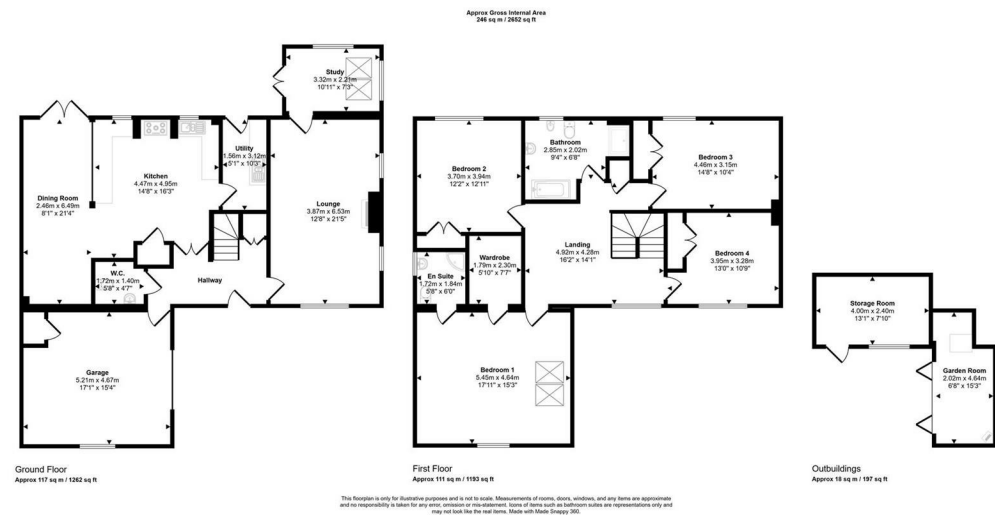 Approx Gross Internal Area
246 sq m / 2652 sq ft
Study
3.32m x 2.21m
10'11" x 7'3"
Utility
1.56m x 3.12m
5'1" x 10'3"
Kitchen
4.47m x 4.95m
14'8" x 16'3"
Dining Room
2.46m x 6.49m
8'1" x 21'4"
Lounge
3.87m x 6.53m
12'8" x 21'5"
W.C.
1.72m x 1.40m
5'8" x 4'7"
Hallway
Garage
5.21m x 4.67m
17'1" x 15'4"
Ground Floor
Approx 117 sq m / 1262 sq ft
Bedroom 2
3.70m x 3.94m
12'2" x 12'11"
Bathroom
2.85m x 2.02m
9'4" x 6'8"
Bedroom 3
4.46m x 3.15m
14'8" x 10'4"
Landing
4.92m x 4.28m
16'2" x 14'1"
Wardrobe
1.79m x 2.30m
5'10" x 7'7"
En Suite
1.72m x 1.84m
5'8" x 6'0"
Bedroom 4
3.95m x 3.28m
13'0" x 10'9"
Bedroom 1
5.45m x 4.64m
17'11" x 15'3"
First Floor
Approx 111 sq m / 1193 sq ft
Storage Room
4.00m x 2.40m
13'1" x 7'10"
Garden Room
2.02m x 4.64m
6'8" x 15'3"
Outbuildings
Approx 18 sq m / 197 sq ft
This floorplan is only for illustrative purposes and is not to scale. Measurements of rooms, doors, windows, and any items are approximate
and no responsibility is taken for any error, omission or mis-statement. Icons of items such as bathroom suites are representations only and
may not look like the real items. Made with Made Snappy 360.